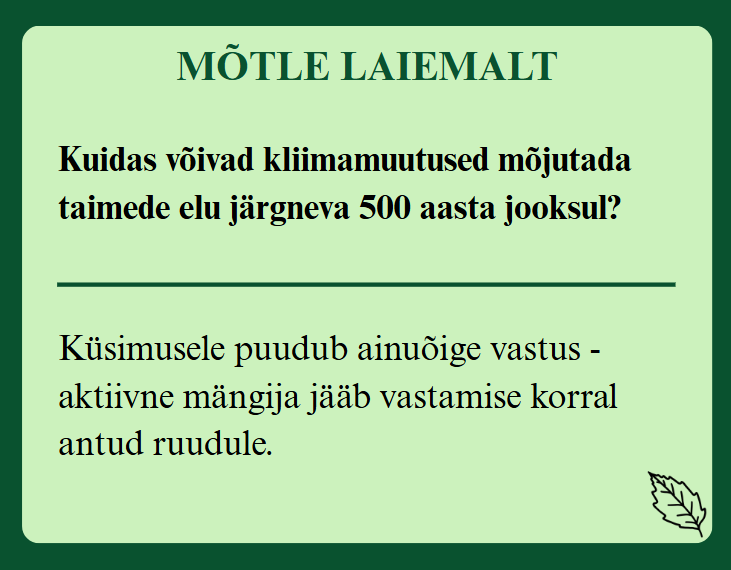 MÕTLE LAIEMALT
Kuidas võivad kliimamuutused mõjutada
taimede elu järgneva 500 aasta jooksul?
Küsimusele puudub ainuõige vastus -
aktiivne mängija jääb vastamise korral
antud ruudule.